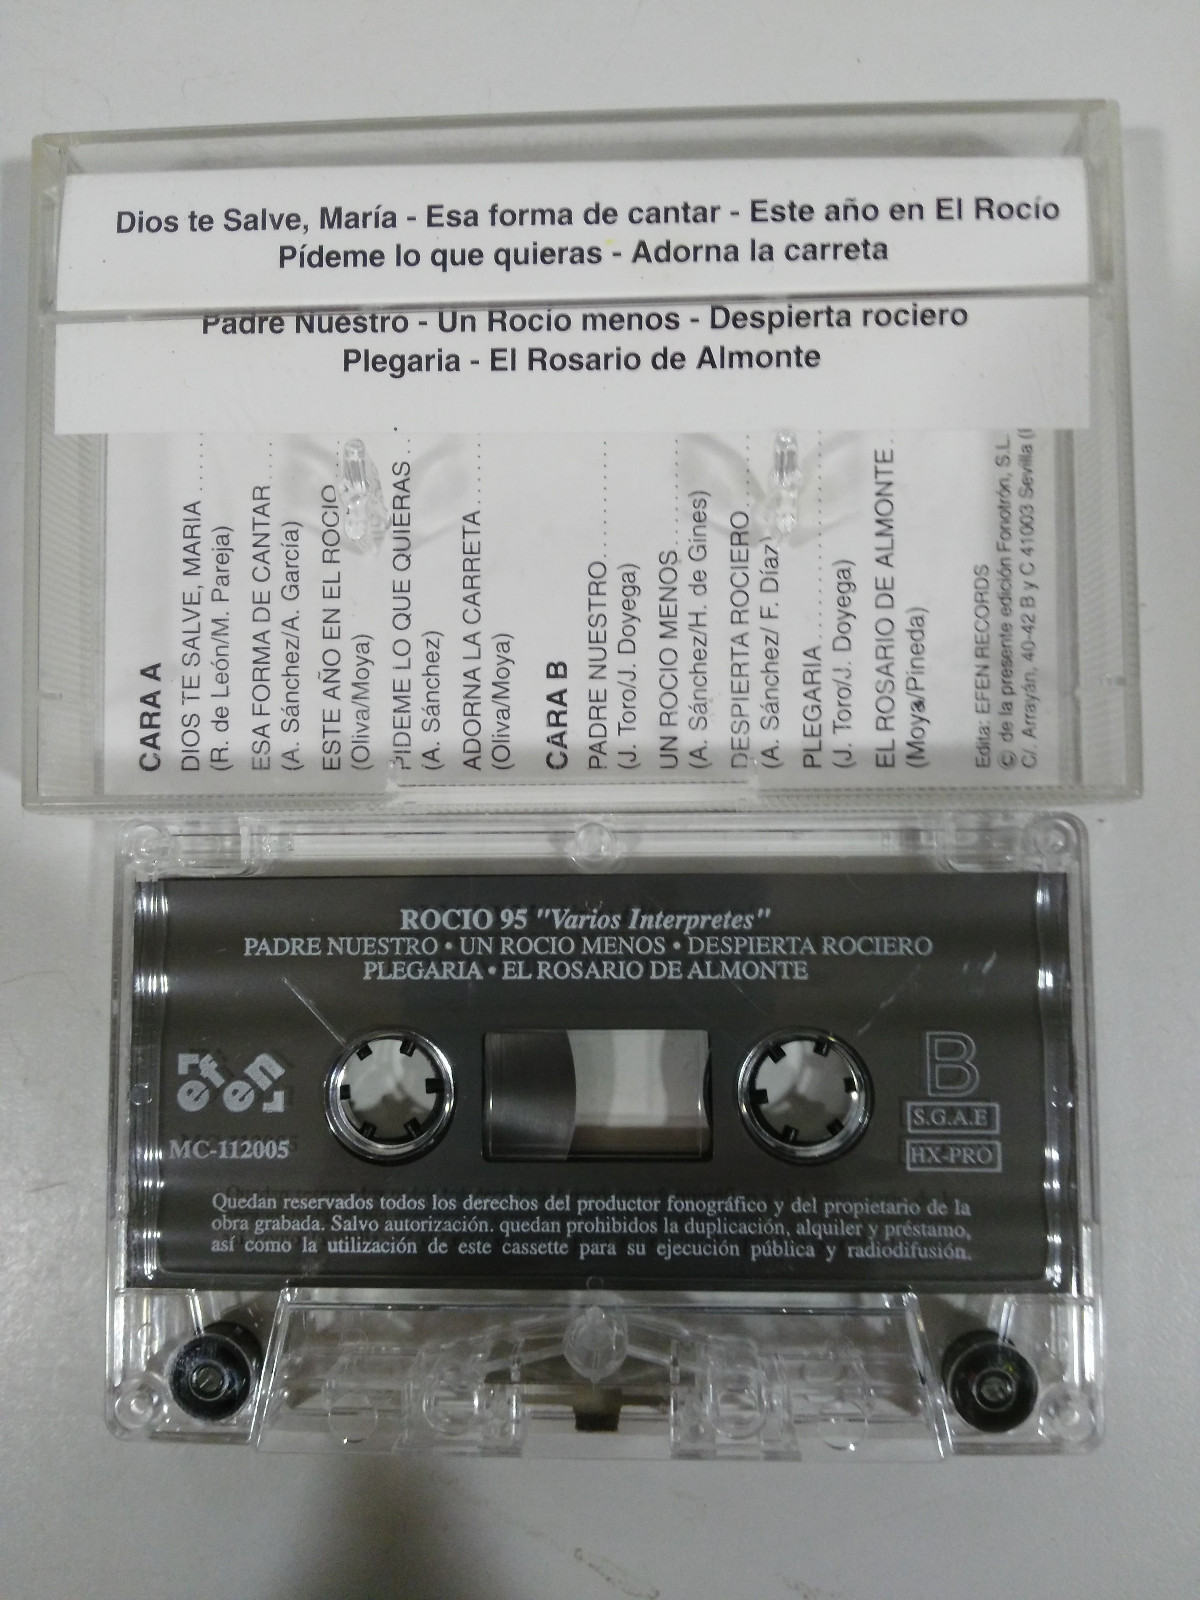 Dios te Salve, María - Esa forma de cantar - Este año en El Rocío
Pídeme lo que quieras - Adorna la carreta
Padre Nuestro - Un Rocío menos - Despierta rociero
Plegaria - El Rosario de Almonte
CARA A
DIOS TE SALVE, MARIA
(R. de León/M. Pareja)
ESA FORMA DE CANTAR
(A. Sánchez/A. García)
ESTE AÑO EN EL ROCIO
(Oliva/Moya)
PIDEME LO QUE QUIERAS
(A. Sánchez)
ADORNA LA CARRETA
(Oliva/Moya)
CARA B
PADRE NUESTRO
(J. Toro/J. Doyega)
UN ROCIO MENOS
(A. Sánchez/H. de Gines)
DESPIERTA ROCIERO
(A. Sánchez/ F. Díaz)
PLEGARIA
(J. Toro/J. Doyega)
EL ROSARIO DE ALMONTE
(Moya/Pineda)
Edita: EFEN RECORDS
© de la presente edición Fonotrón, S.L.
C/. Arrayán, 40-42 B y C 41003 Sevilla
ROCIO 95 "Varios Interpretes"
PADRE NUESTRO • UN ROCIO MENOS • DESPIERTA ROCIERO
PLEGARIA • EL ROSARIO DE ALMONTE
efen
B
S.G.A.E
MC-112005
HX-PRO
Quedan reservados todos los derechos del productor fonográfico y del propietario de la
obra grabada. Salvo autorización. quedan prohibidos la duplicación, alquiler y préstamo,
así como la utilización de este cassette para su ejecución pública y radiodifusión.